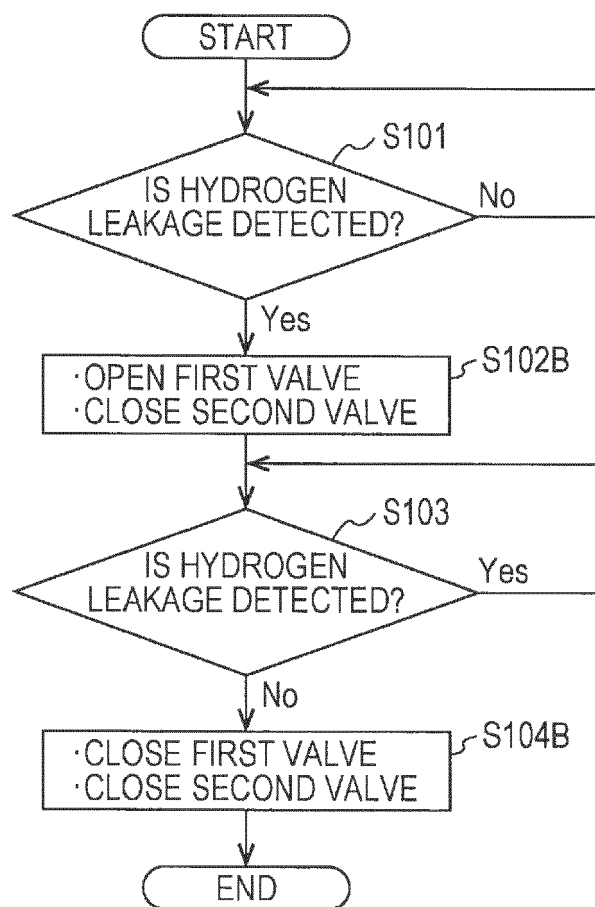 START
S101
IS HYDROGEN
LEAKAGE DETECTED?
No
Yes
S102B
·OPEN FIRST VALVE
·CLOSE SECOND VALVE
S103
IS HYDROGEN
LEAKAGE DETECTED?
Yes
No
S104B
·CLOSE FIRST VALVE
·CLOSE SECOND VALVE
END